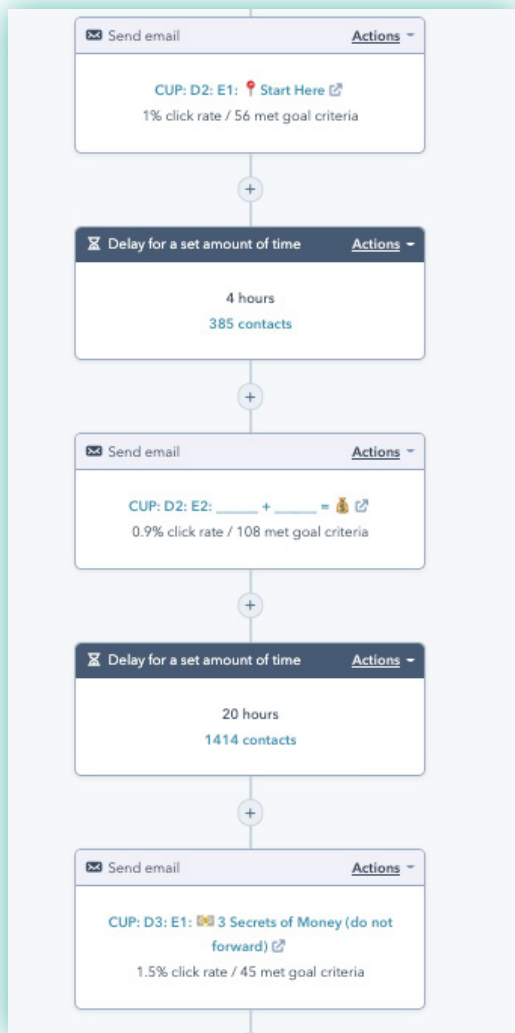 Send email Actions
CUP: D2: E1: 📍 Start Here
1% click rate / 56 met goal criteria
+
Delay for a set amount of time Actions
4 hours
385 contacts
+
Send email Actions
CUP: D2: E2: _____ + _____ = 💰
0.9% click rate / 108 met goal criteria
+
Delay for a set amount of time Actions
20 hours
1414 contacts
+
Send email Actions
CUP: D3: E1: 💴 3 Secrets of Money (do not
forward)
1.5% click rate / 45 met goal criteria